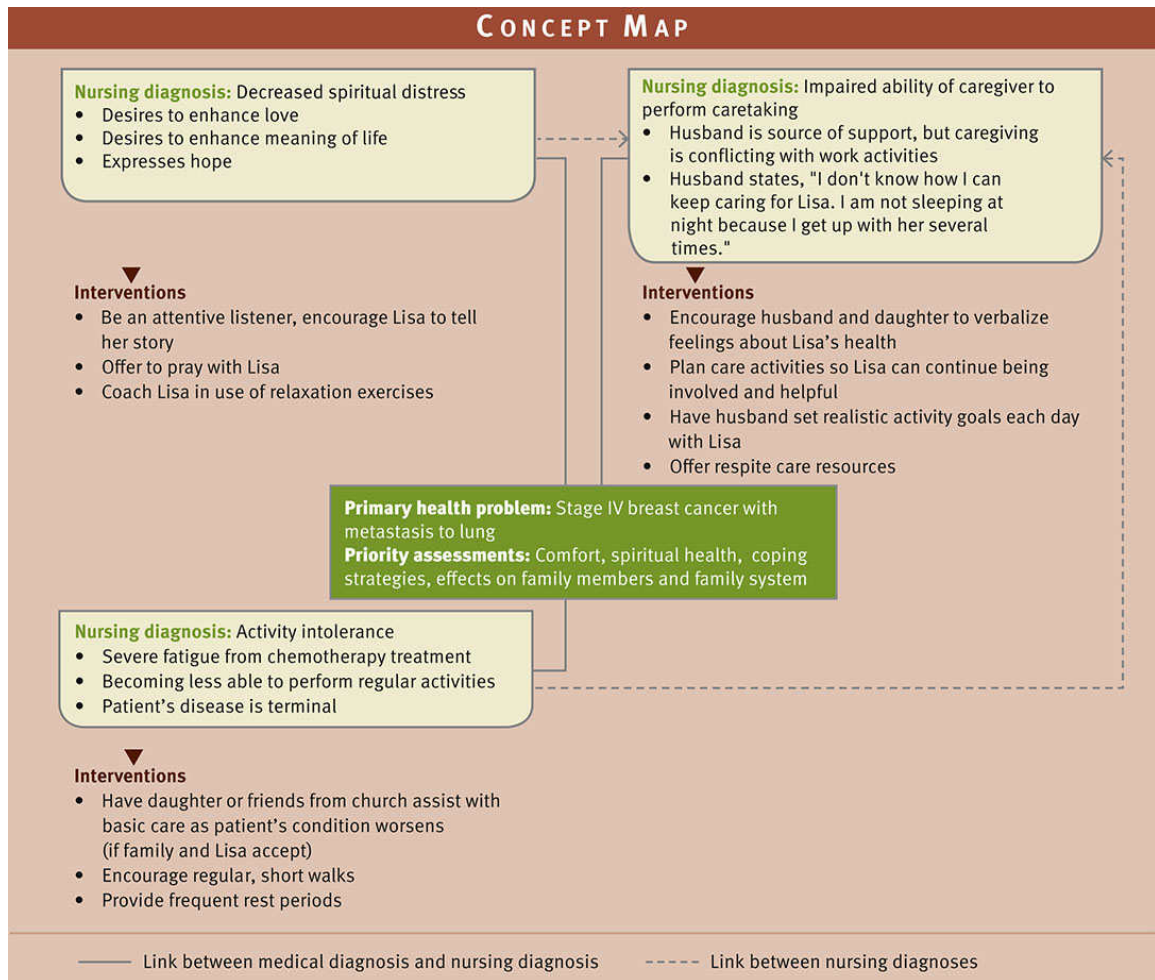 CONCEPT MAP
Nursing diagnosis: Decreased spiritual distress
• Desires to enhance love
• Desires to enhance meaning of life
• Expresses hope
Interventions
• Be an attentive listener, encourage Lisa to tell
her story
• Offer to pray with Lisa
• Coach Lisa in use of relaxation exercises
Nursing diagnosis: Impaired ability of caregiver to
perform caretaking
• Husband is source of support, but caregiving
is conflicting with work activities
• Husband states, "I don't know how I can
keep caring for Lisa. I am not sleeping at
night because I get up with her several
times."
Interventions
• Encourage husband and daughter to verbalize
feelings about Lisa's health
• Plan care activities so Lisa can continue being
involved and helpful
• Have husband set realistic activity goals each day
with Lisa
• Offer respite care resources
Primary health problem: Stage IV breast cancer with
metastasis to lung
Priority assessments: Comfort, spiritual health, coping
strategies, effects on family members and family system
Nursing diagnosis: Activity intolerance
• Severe fatigue from chemotherapy treatment
• Becoming less able to perform regular activities
• Patient's disease is terminal
Interventions
• Have daughter or friends from church assist with
basic care as patient's condition worsens
(if family and Lisa accept)
• Encourage regular, short walks
• Provide frequent rest periods
Link between medical diagnosis and nursing diagnosis
Link between nursing diagnoses